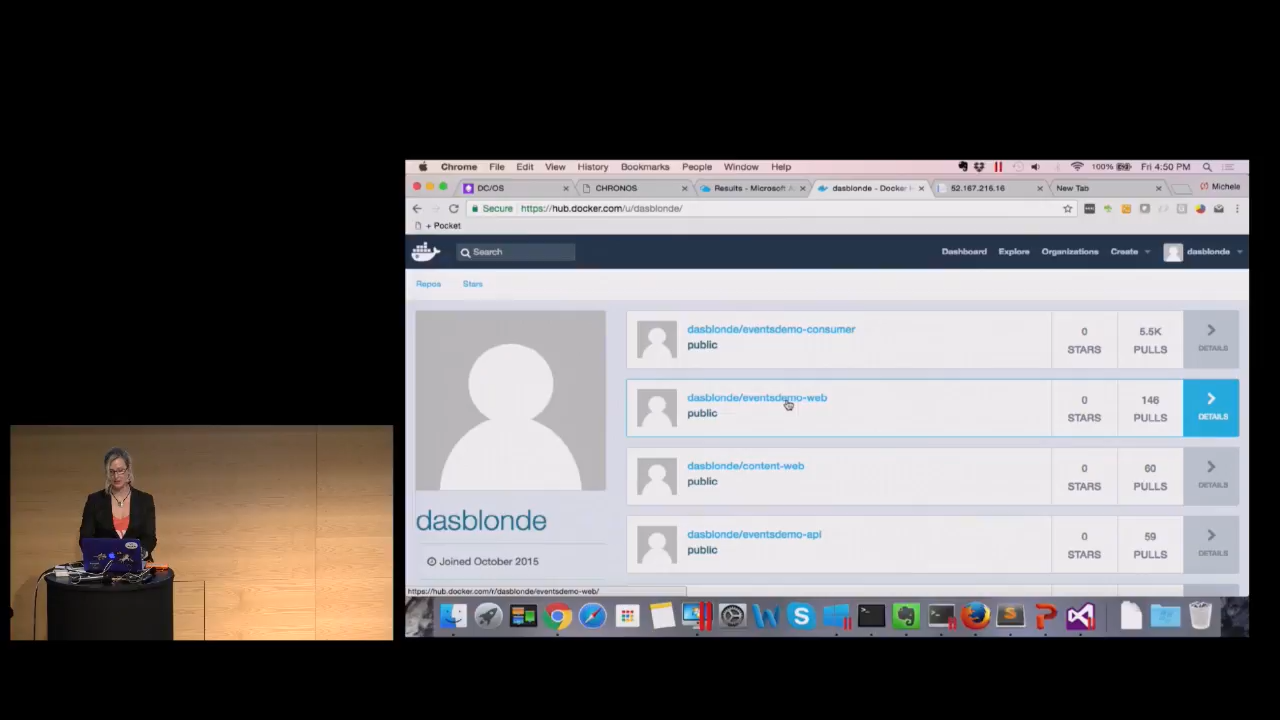 Chrome File Edit View History Bookmarks People Window Help 100% Fri 4:50 PM
DC/OS CHRONOS Results - Microsoft A dasblonde - Docker H 52.167.216.16 New Tab Michele
Secure https://hub.docker.com/u/dasblonde/
+ Pocket
Search Dashboard Explore Organizations Create dasblonde
Repos Stars
dasblonde/eventsdemo-consumer
public
0
STARS
5.5K
PULLS
DETAILS
dasblonde/eventsdemo-web
public
0
STARS
146
PULLS
DETAILS
dasblonde/content-web
public
0
STARS
60
PULLS
DETAILS
dasblonde/eventsdemo-api
public
0
STARS
59
PULLS
DETAILS
dasblonde
Joined October 2015
https://hub.docker.com/r/dasblonde/eventsdemo-web/